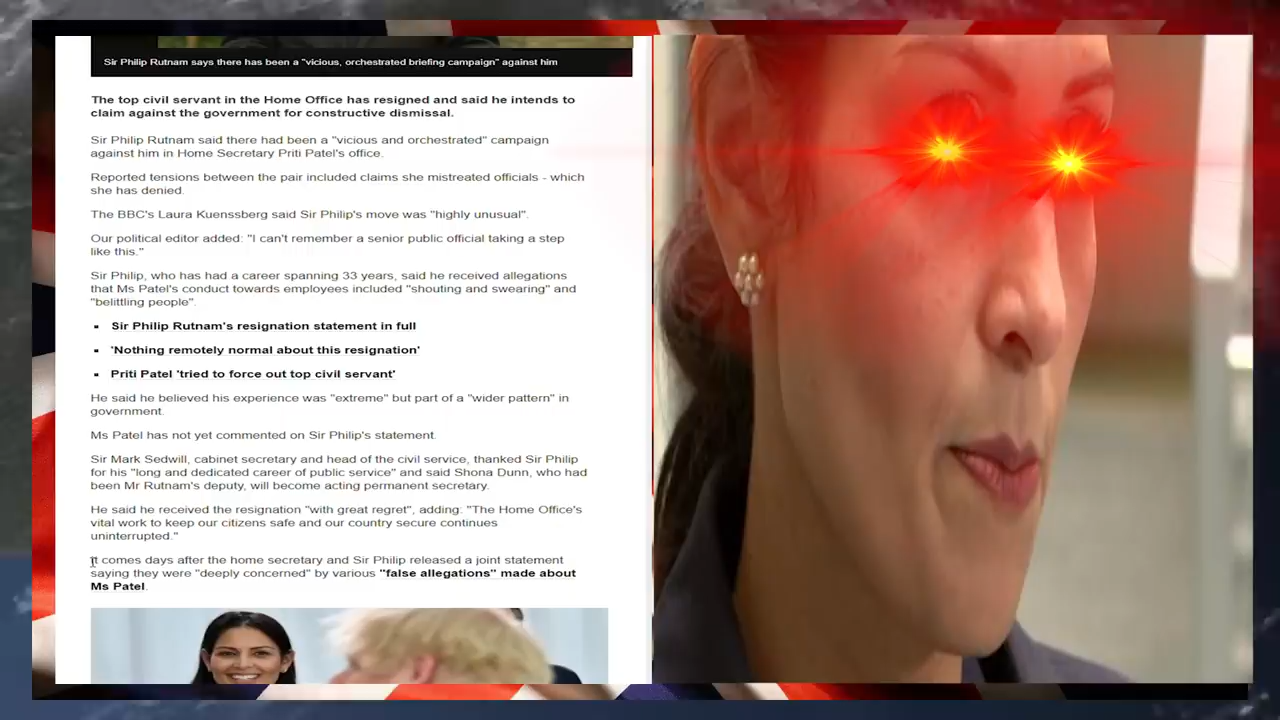 Sir Philip Rutnam says there has been a "vicious, orchestrated briefing campaign" against him
The top civil servant in the Home Office has resigned and said he intends to
claim against the government for constructive dismissal.
Sir Philip Rutnam said there had been a "vicious and orchestrated" campaign
against him in Home Secretary Priti Patel's office.
Reported tensions between the pair included claims she mistreated officials - which
she has denied.
The BBC's Laura Kuenssberg said Sir Philip's move was "highly unusual".
Our political editor added: "I can't remember a senior public official taking a step
like this."
Sir Philip, who has had a career spanning 33 years, said he received allegations
that Ms Patel's conduct towards employees included "shouting and swearing" and
"belittling people".
Sir Philip Rutnam's resignation statement in full
'Nothing remotely normal about this resignation'
Priti Patel 'tried to force out top civil servant'
He said he believed his experience was "extreme" but part of a "wider pattern" in
government.
Ms Patel has not yet commented on Sir Philip's statement.
Sir Mark Sedwill, cabinet secretary and head of the civil service, thanked Sir Philip
for his "long and dedicated career of public service" and said Shona Dunn, who had
been Mr Rutnam's deputy, will become acting permanent secretary.
He said he received the resignation "with great regret", adding: "The Home Office's
vital work to keep our citizens safe and our country secure continues
uninterrupted."
It comes days after the home secretary and Sir Philip released a joint statement
saying they were "deeply concerned" by various "false allegations" made about
Ms Patel.